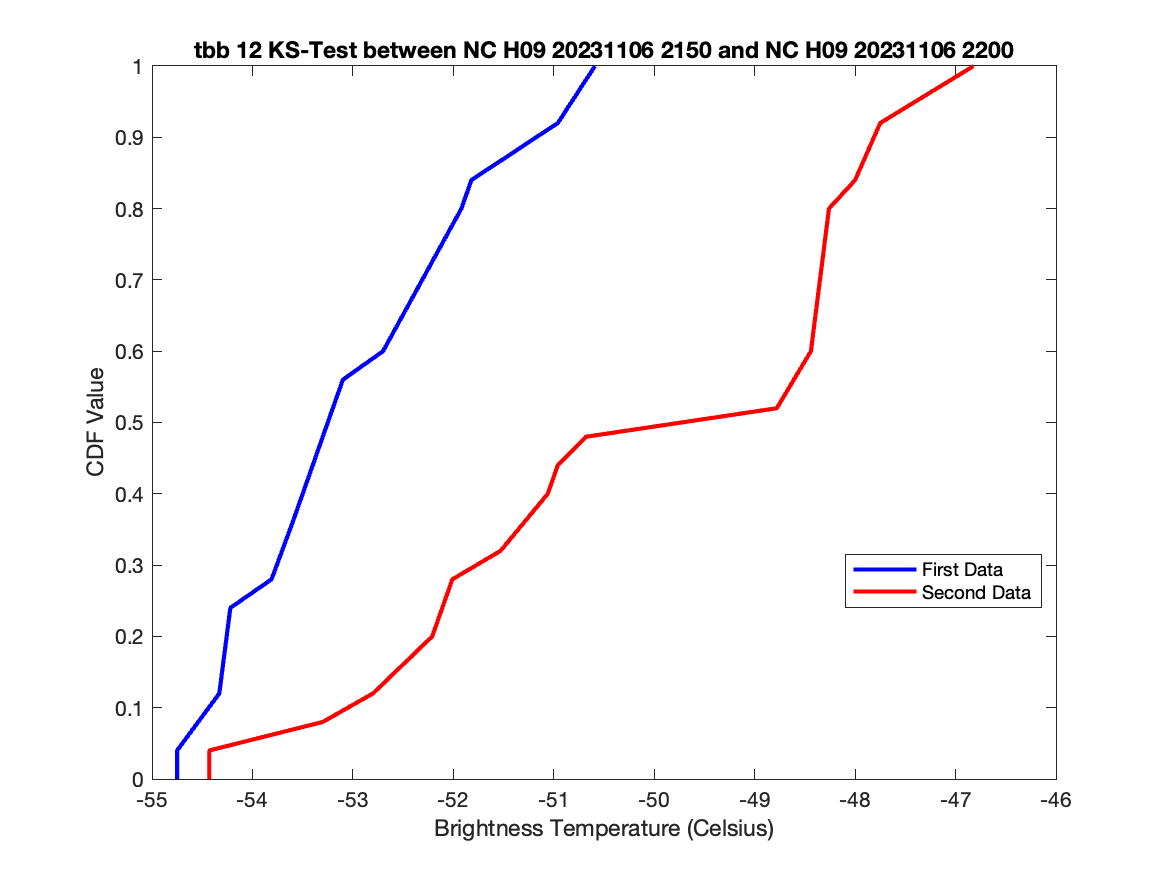 tbb 12 KS-Test between NC H09 20231106 2150 and NC H09 20231106 2200
1
0.9
0.8
0.7
0.6
0.5
0.4
0.3
0.2
0.1
0
CDF Value
First Data
Second Data
-55 -54 -53 -52 -51 -50 -49 -48 -47 -46
Brightness Temperature (Celsius)